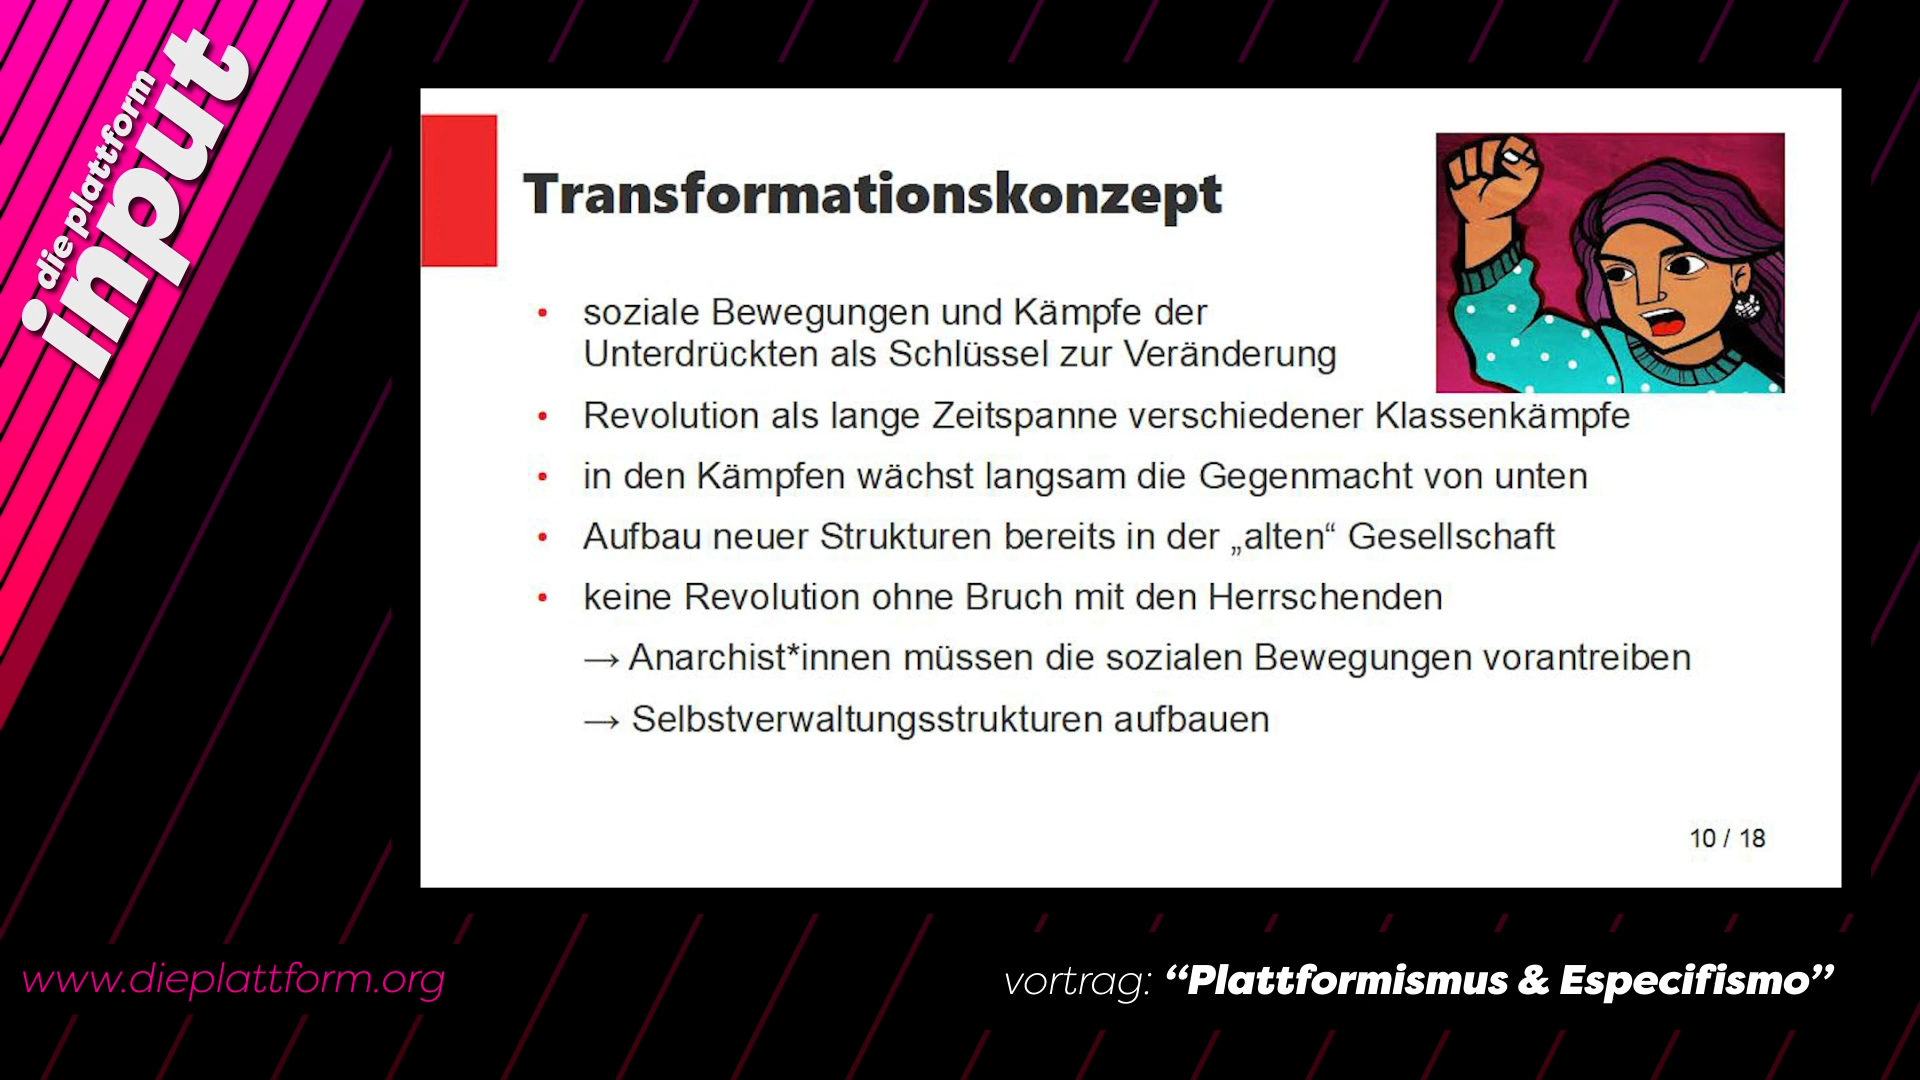 die plattform
input
Transformationskonzept
• soziale Bewegungen und Kämpfe der
Unterdrückten als Schlüssel zur Veränderung
• Revolution als lange Zeitspanne verschiedener Klassenkämpfe
• in den Kämpfen wächst langsam die Gegenmacht von unten
• Aufbau neuer Strukturen bereits in der „alten“ Gesellschaft
• keine Revolution ohne Bruch mit den Herrschenden
→ Anarchist*innen müssen die sozialen Bewegungen vorantreiben
→ Selbstverwaltungsstrukturen aufbauen
10 / 18
www.dieplattform.org
vortrag: “Plattformismus & Especifismo”